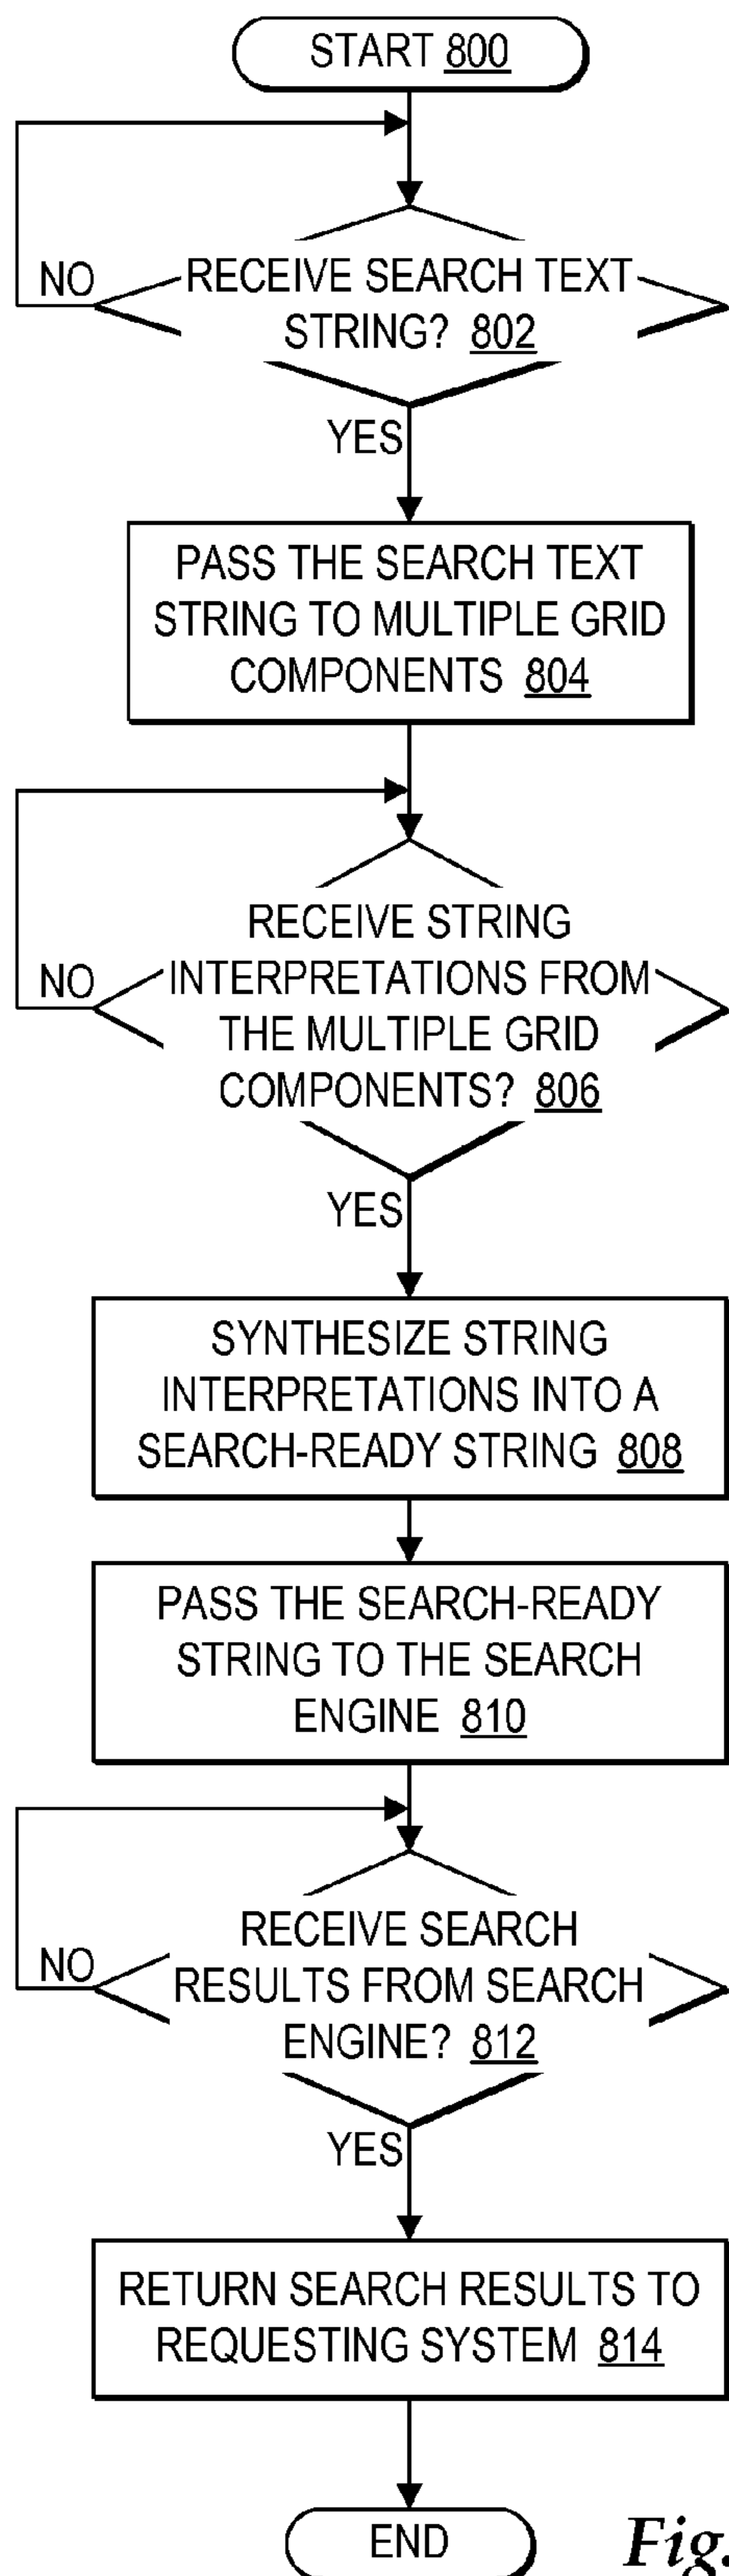 START 800
RECEIVE SEARCH TEXT
NO
STRING? 802
YES
PASS THE SEARCH TEXT
STRING TO MULTIPLE GRID
COMPONENTS 804
RECEIVE STRING
NO
INTERPRETATIONS FROM
THE MULTIPLE GRID
COMPONENTS? 806
YES
SYNTHESIZE STRING
INTERPRETATIONS INTO A
SEARCH-READY STRING 808
PASS THE SEARCH-READY
STRING TO THE SEARCH
ENGINE 810
RECEIVE SEARCH
NO
RESULTS FROM SEARCH
ENGINE? 812
YES
RETURN SEARCH RESULTS TO
REQUESTING SYSTEM 814
END
Fig.